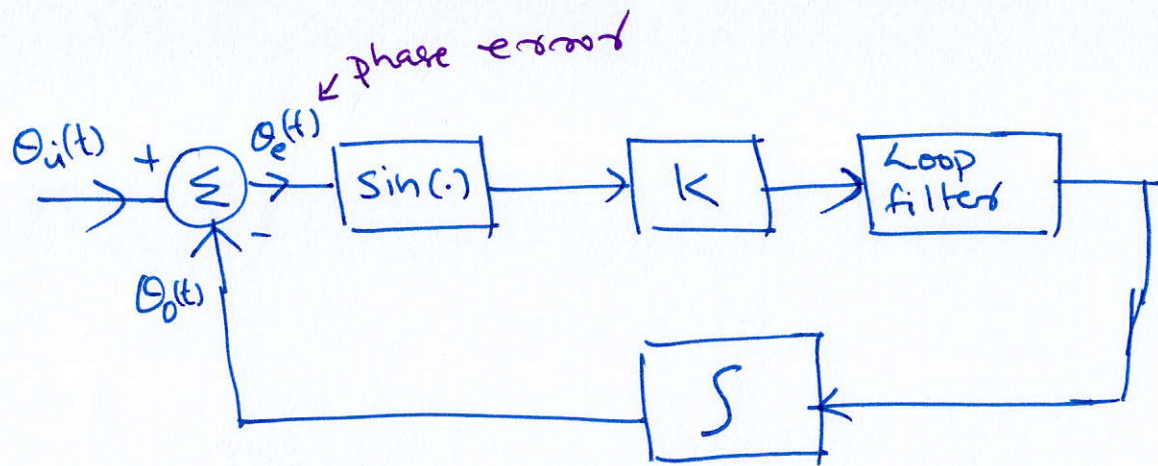 phase error
θi(t)
+
Σ
θe(t)
sin(·)
K
Loop
filter
−
θo(t)
∫